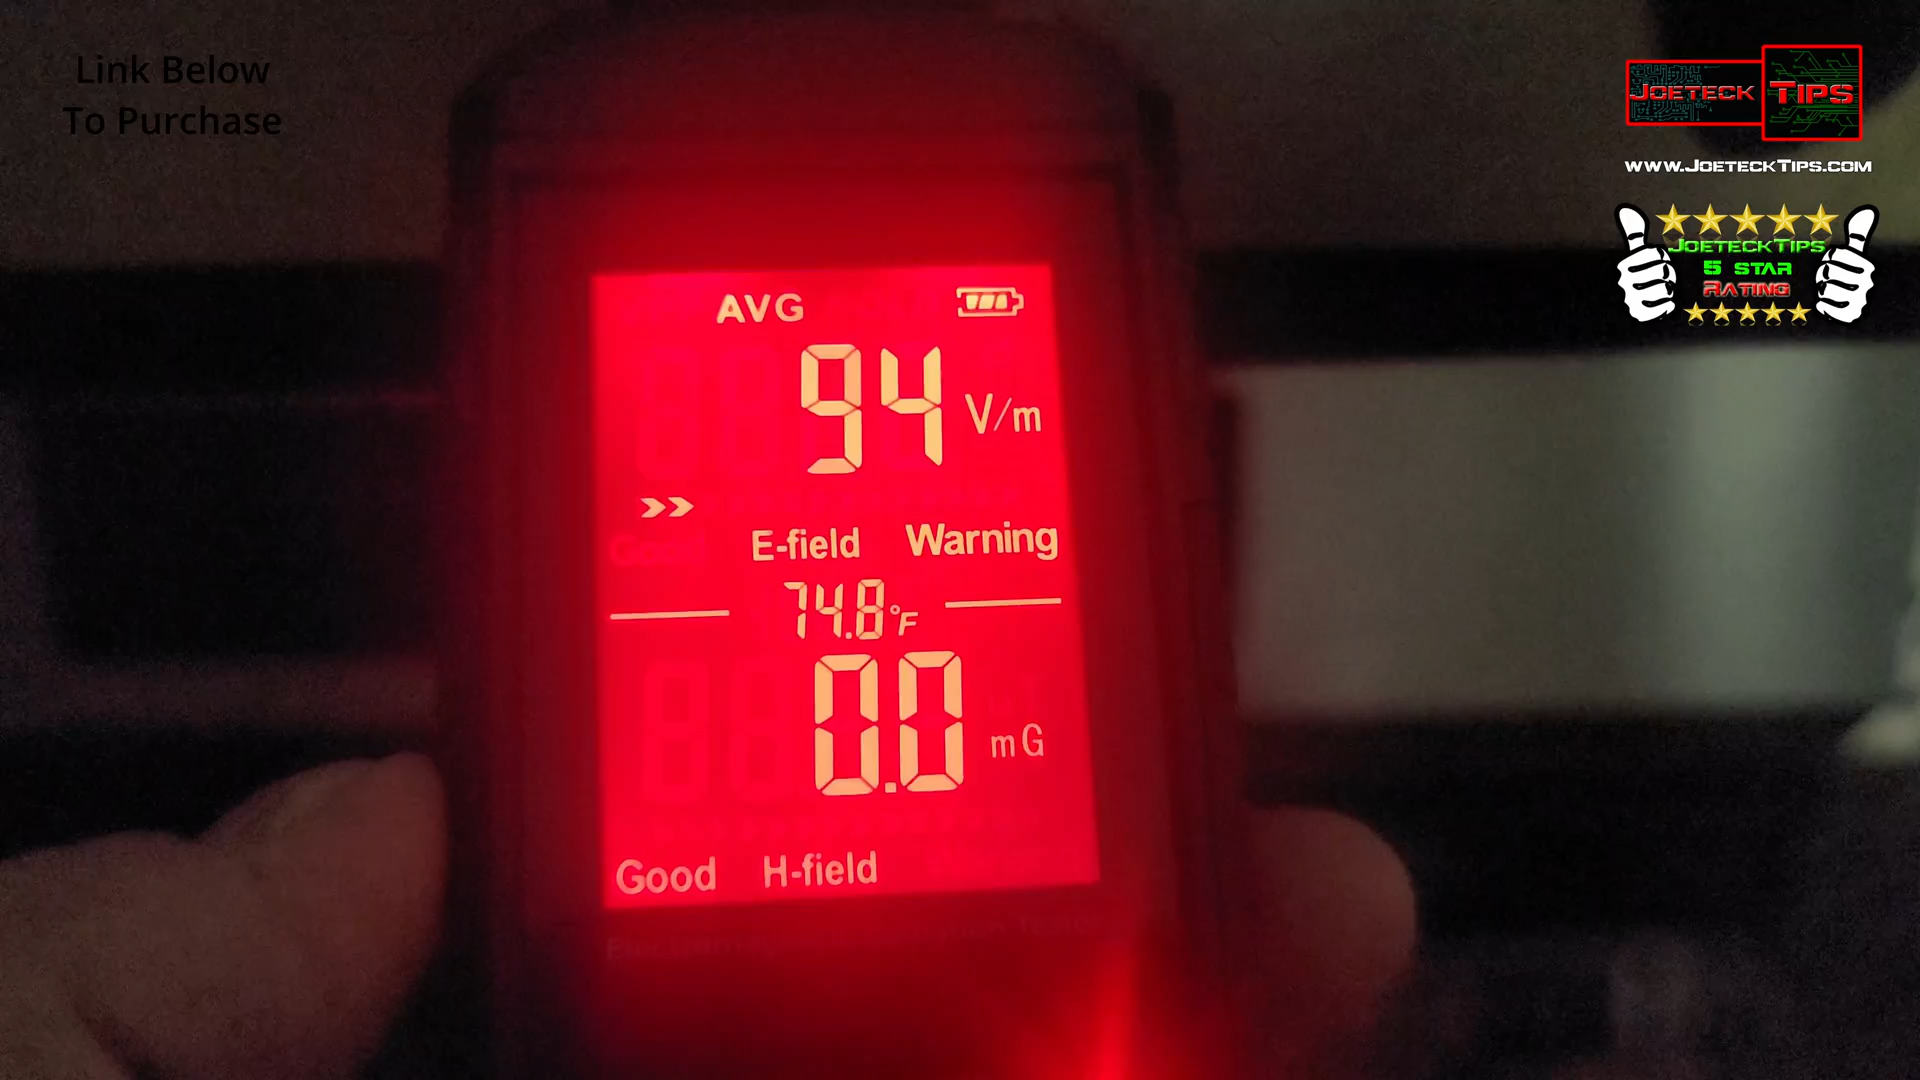 Link Below
To Purchase
JOETECK TIPS
WWW.JOETECKTIPS.COM
JOETECKTIPS
5 STAR
RATING
AVG
94 V/m
Good E-field Warning
74.8°F
0.0 mG
Good H-field